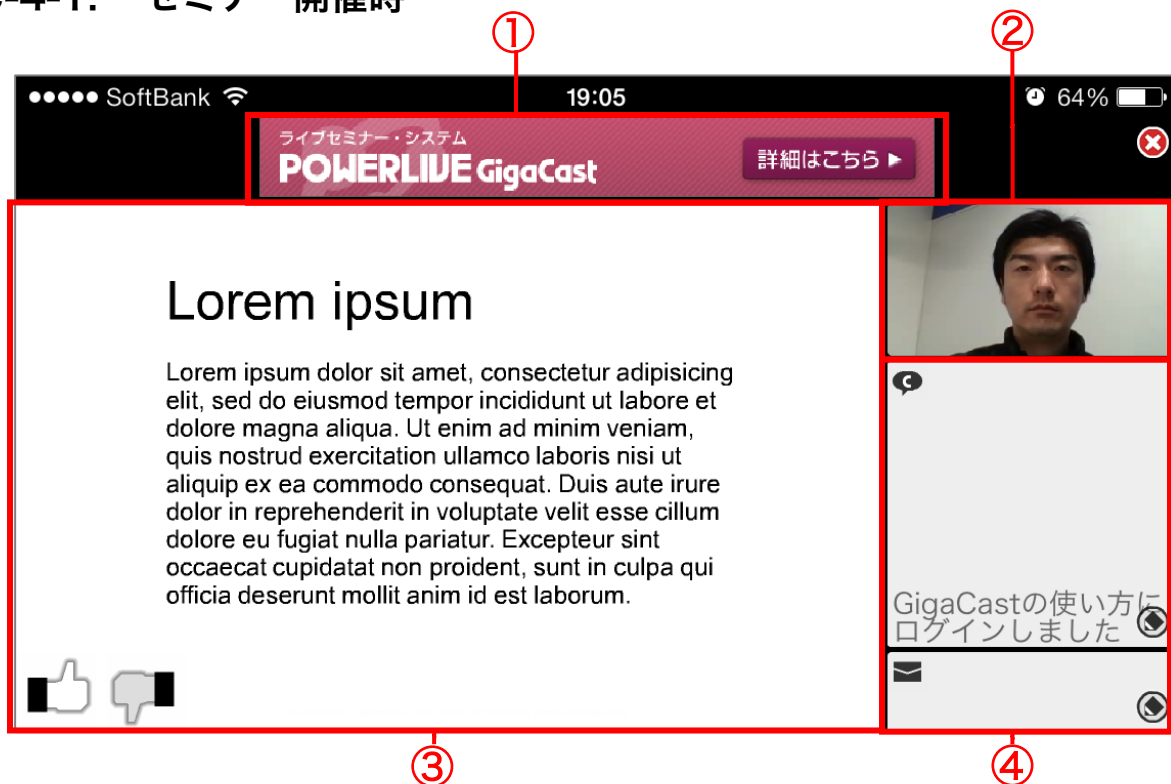 -4-1. セミナー開催時
① ②
●●●●● SoftBank 19:05 64%
ライブセミナー・システム
POWERLIVE GigaCast
詳細はこちら ▶
Lorem ipsum
Lorem ipsum dolor sit amet, consectetur adipisicing
elit, sed do eiusmod tempor incididunt ut labore et
dolore magna aliqua. Ut enim ad minim veniam,
quis nostrud exercitation ullamco laboris nisi ut
aliquip ex ea commodo consequat. Duis aute irure
dolor in reprehenderit in voluptate velit esse cillum
dolore eu fugiat nulla pariatur. Excepteur sint
occaecat cupidatat non proident, sunt in culpa qui
officia deserunt mollit anim id est laborum.
GigaCastの使い方に
ログインしました
③ ④